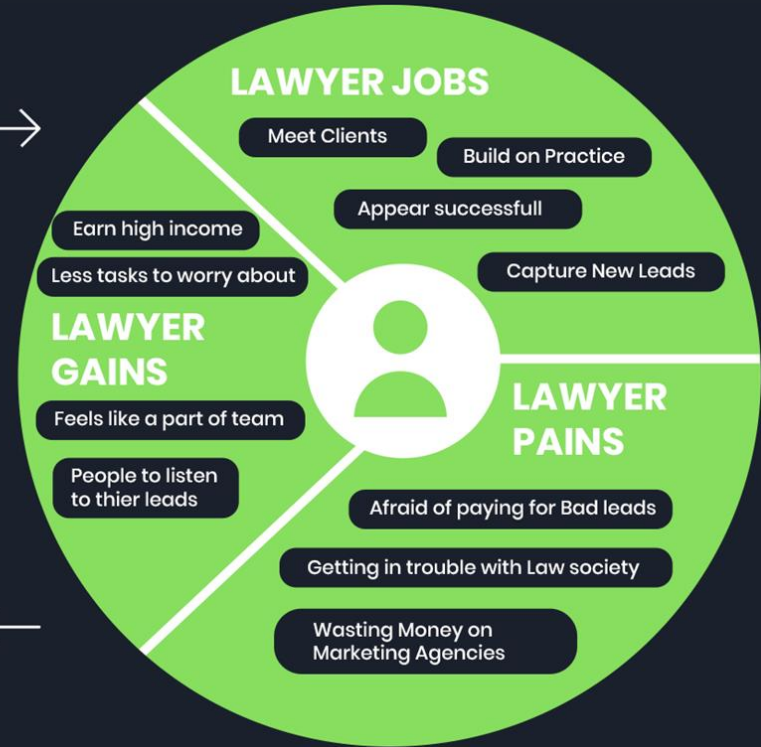 LAWYER JOBS
Meet Clients
Build on Practice
Appear successfull
Capture New Leads
Earn high income
Less tasks to worry about
LAWYER
GAINS
Feels like a part of team
People to listen
to thier leads
LAWYER
PAINS
Afraid of paying for Bad leads
Getting in trouble with Law society
Wasting Money on
Marketing Agencies